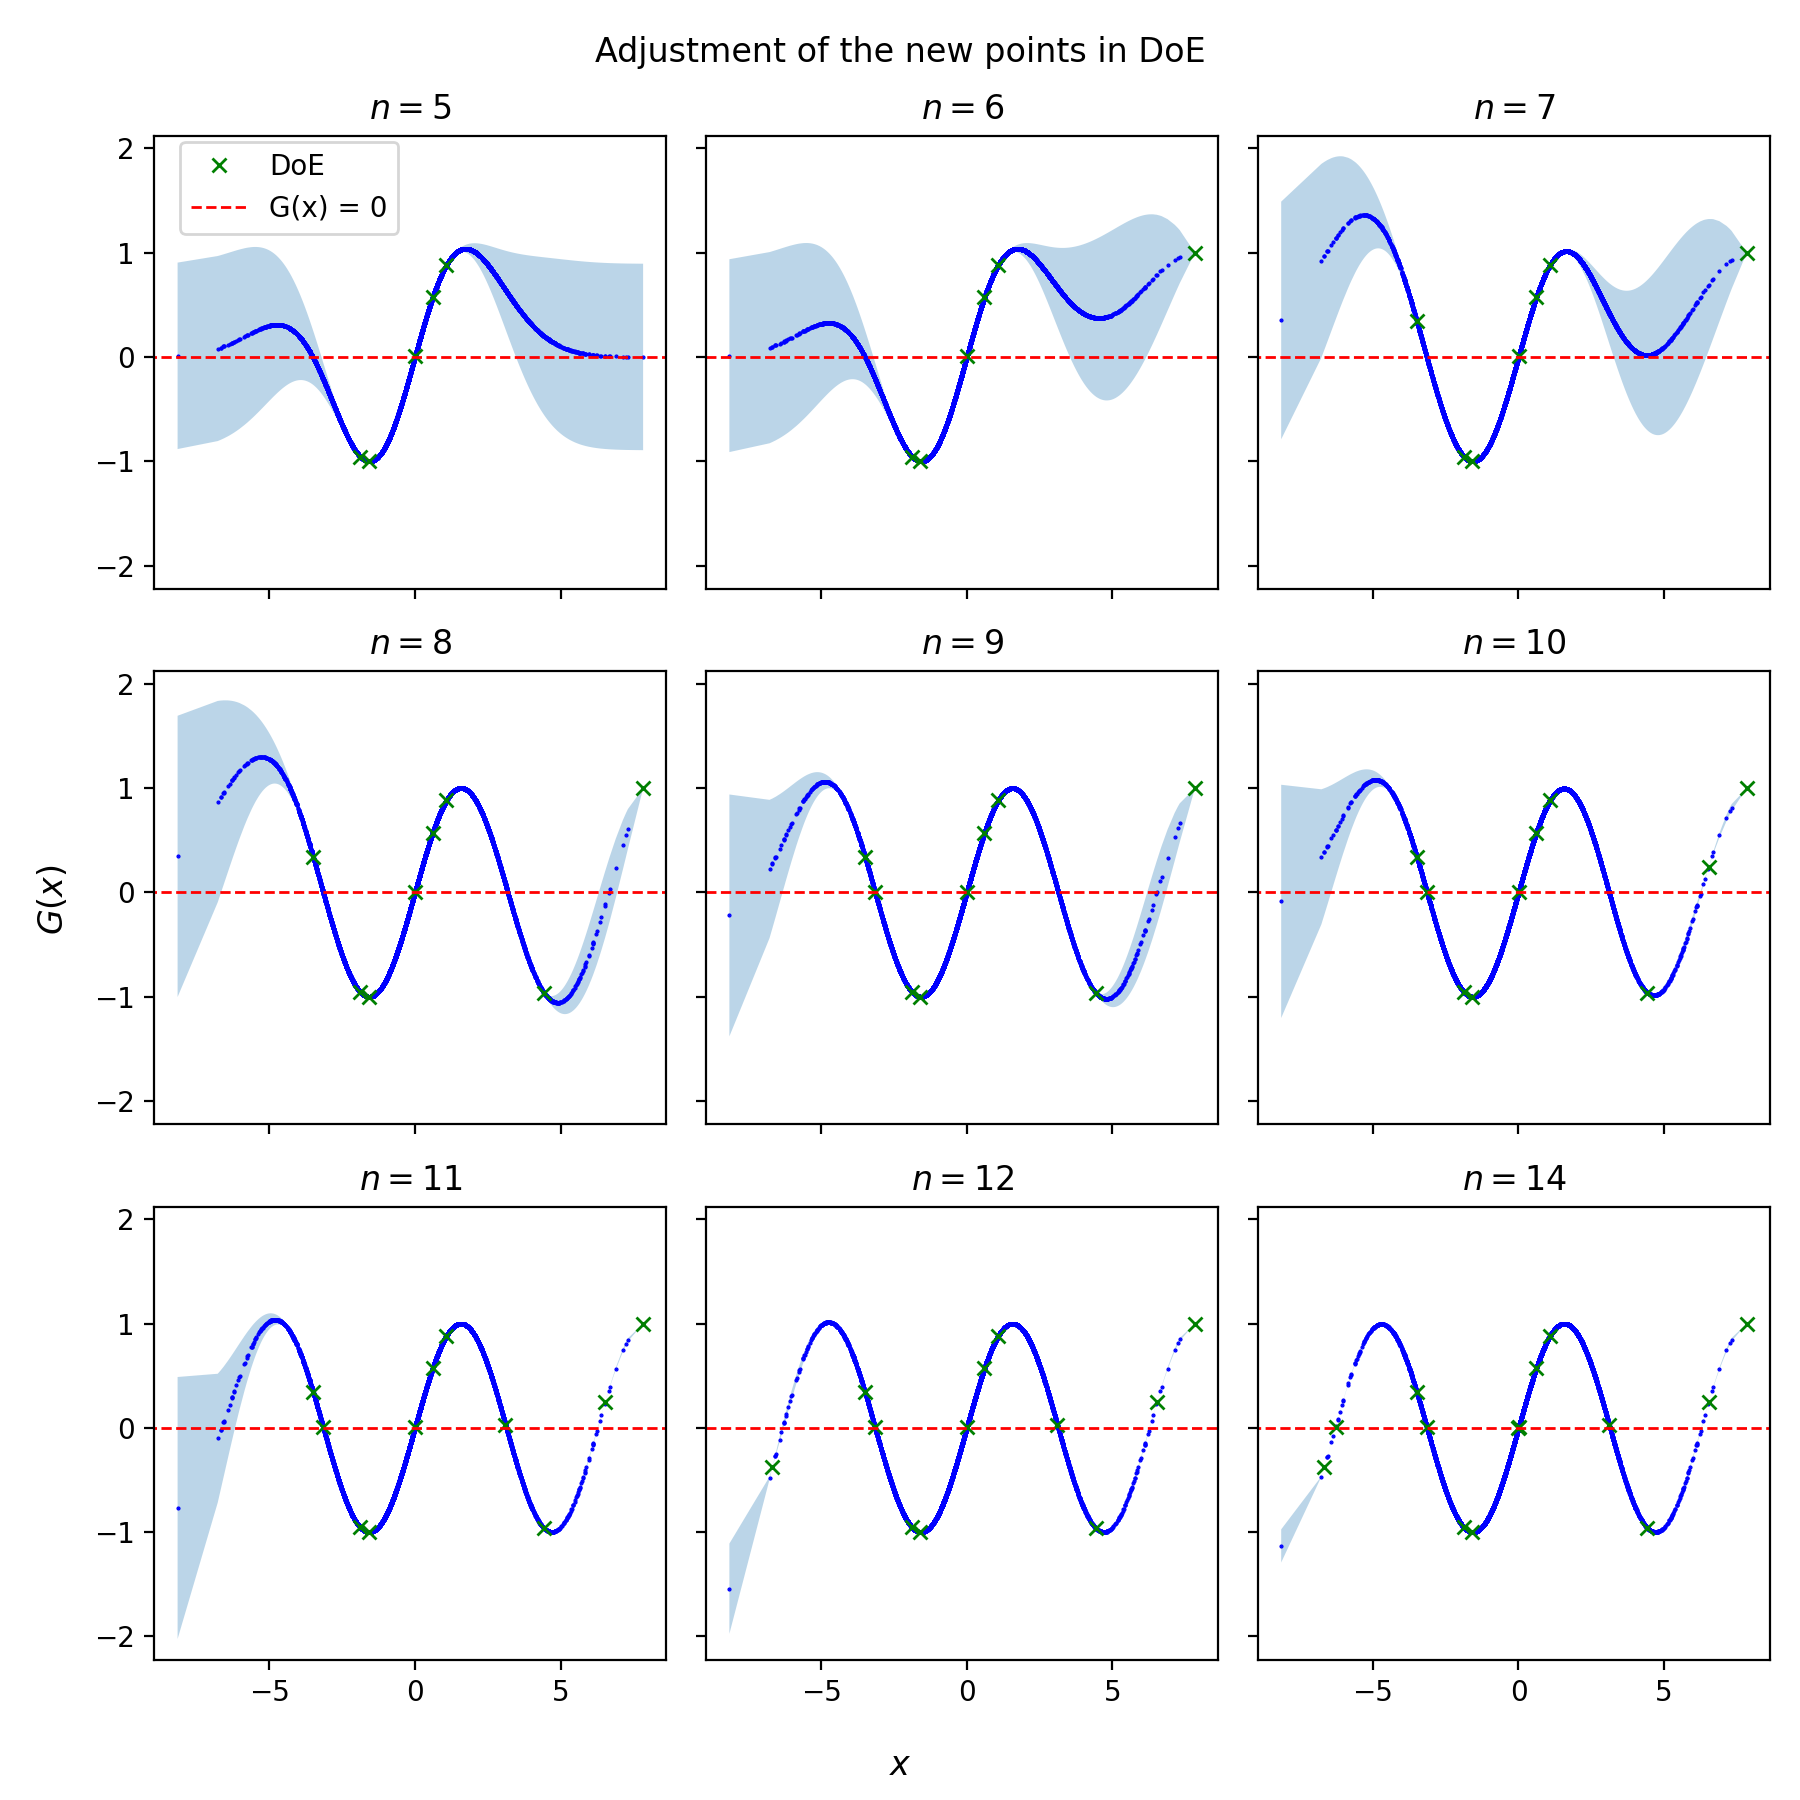 Adjustment of the new points in DoE
n = 5
n = 6
n = 7
2
1
0
−1
−2
DoE
G(x) = 0
n = 8
n = 9
n = 10
2
1
0
−1
−2
G(x)
n = 11
n = 12
n = 14
2
1
0
−1
−2
−5 0 5
−5 0 5
−5 0 5
x